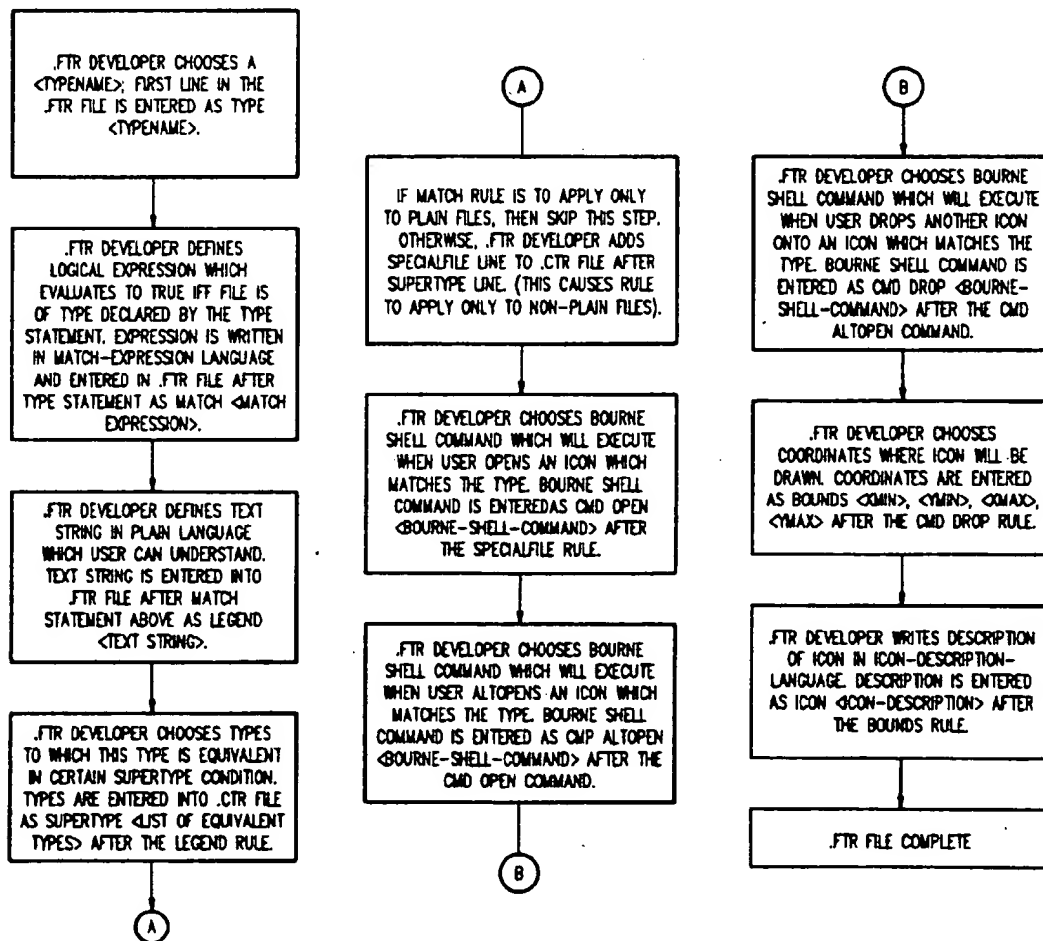 .FTR DEVELOPER CHOOSES A
<TYPENAME>; FIRST LINE IN THE
.FTR FILE IS ENTERED AS TYPE
<TYPENAME>.
.FTR DEVELOPER DEFINES
LOGICAL EXPRESSION WHICH
EVALUATES TO TRUE IFF FILE IS
OF TYPE DECLARED BY THE TYPE
STATEMENT. EXPRESSION IS WRITTEN
IN MATCH-EXPRESSION LANGUAGE
AND ENTERED IN .FTR FILE AFTER
TYPE STATEMENT AS MATCH <MATCH
EXPRESSION>.
.FTR DEVELOPER DEFINES TEXT
STRING IN PLAIN LANGUAGE
WHICH USER CAN UNDERSTAND.
TEXT STRING IS ENTERED INTO
.FTR FILE AFTER MATCH
STATEMENT ABOVE AS LEGEND
<TEXT STRING>.
.FTR DEVELOPER CHOOSES TYPES
TO WHICH THIS TYPE IS EQUIVALENT
IN CERTAIN SUPERTYPE CONDITION.
TYPES ARE ENTERED INTO .CTR FILE
AS SUPERTYPE <LIST OF EQUIVALENT
TYPES> AFTER THE LEGEND RULE.
A
A
IF MATCH RULE IS TO APPLY ONLY
TO PLAIN FILES, THEN SKIP THIS STEP.
OTHERWISE, .FTR DEVELOPER ADDS
SPECIALFILE LINE TO .CTR FILE AFTER
SUPERTYPE LINE. (THIS CAUSES RULE
TO APPLY ONLY TO NON-PLAIN FILES).
.FTR DEVELOPER CHOOSES BOURNE
SHELL COMMAND WHICH WILL EXECUTE
WHEN USER OPENS AN ICON WHICH
MATCHES THE TYPE. BOURNE SHELL
COMMAND IS ENTEREDAS CMD OPEN
<BOURNE-SHELL-COMMAND> AFTER
THE SPECIALFILE RULE.
.FTR DEVELOPER CHOOSES BOURNE
SHELL COMMAND WHICH WILL EXECUTE
WHEN USER ALTOPENS AN ICON WHICH
MATCHES THE TYPE. BOURNE SHELL
COMMAND IS ENTERED AS CMP ALTOPEN
<BOURNE-SHELL-COMMAND> AFTER THE
CMD OPEN COMMAND.
B
B
.FTR DEVELOPER CHOOSES BOURNE
SHELL COMMAND WHICH WILL EXECUTE
WHEN USER DROPS ANOTHER ICON
ONTO AN ICON WHICH MATCHES THE
TYPE. BOURNE SHELL COMMAND IS
ENTERED AS CMD DROP <BOURNE-
SHELL-COMMAND> AFTER THE CMD
ALTOPEN COMMAND.
.FTR DEVELOPER CHOOSES
COORDINATES WHERE ICON WILL BE
DRAWN. COORDINATES ARE ENTERED
AS BOUNDS <XMIN>, <YMIN>, <XMAX>,
<YMAX> AFTER THE CMD DROP RULE.
.FTR DEVELOPER WRITES DESCRIPTION
OF ICON IN ICON-DESCRIPTION-
LANGUAGE. DESCRIPTION IS ENTERED
AS ICON <ICON-DESCRIPTION> AFTER
THE BOUNDS RULE.
.FTR FILE COMPLETE